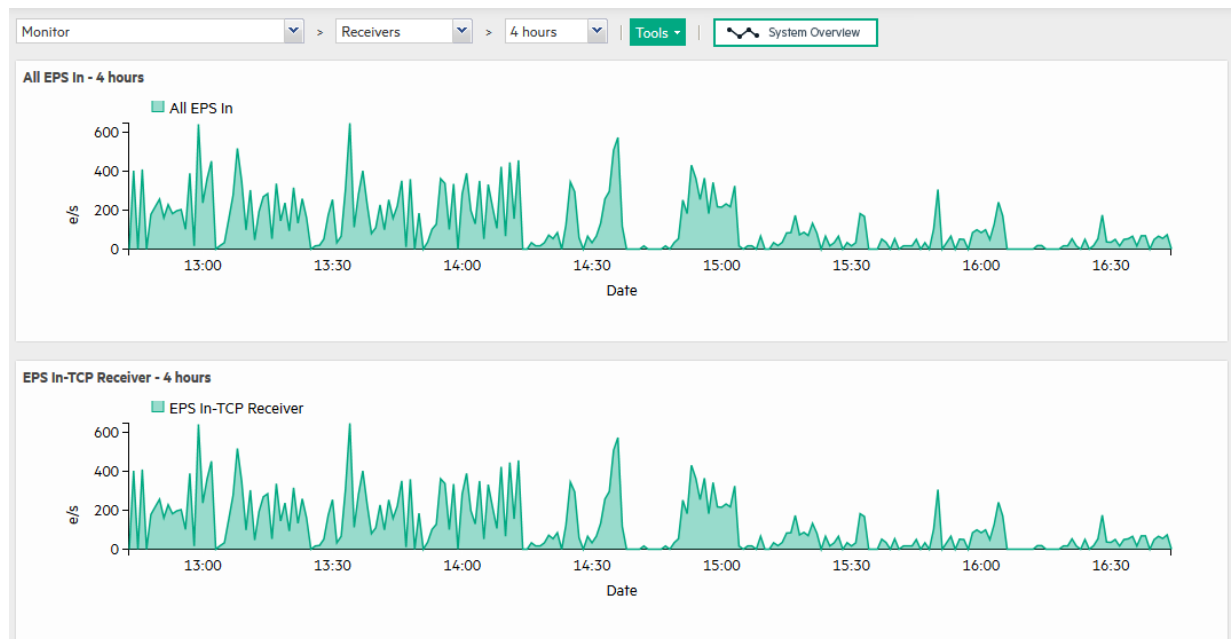 Monitor > Receivers > 4 hours | Tools | System Overview
All EPS In - 4 hours
All EPS In
600
400
200
0
e/s
13:00 13:30 14:00 14:30 15:00 15:30 16:00 16:30
Date
EPS In-TCP Receiver - 4 hours
EPS In-TCP Receiver
600
400
200
0
e/s
13:00 13:30 14:00 14:30 15:00 15:30 16:00 16:30
Date